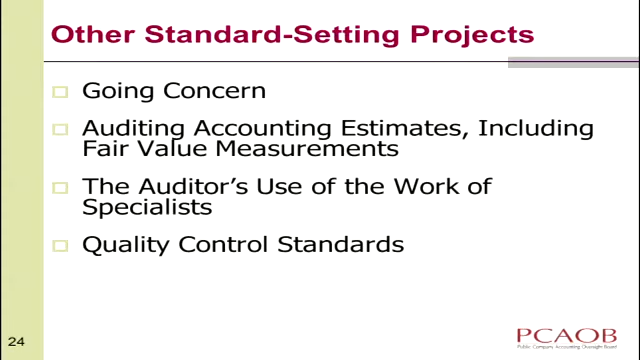 Other Standard-Setting Projects
Going Concern
Auditing Accounting Estimates, Including
Fair Value Measurements
The Auditor's Use of the Work of
Specialists
Quality Control Standards
24
PCAOB
Public Company Accounting Oversight Board